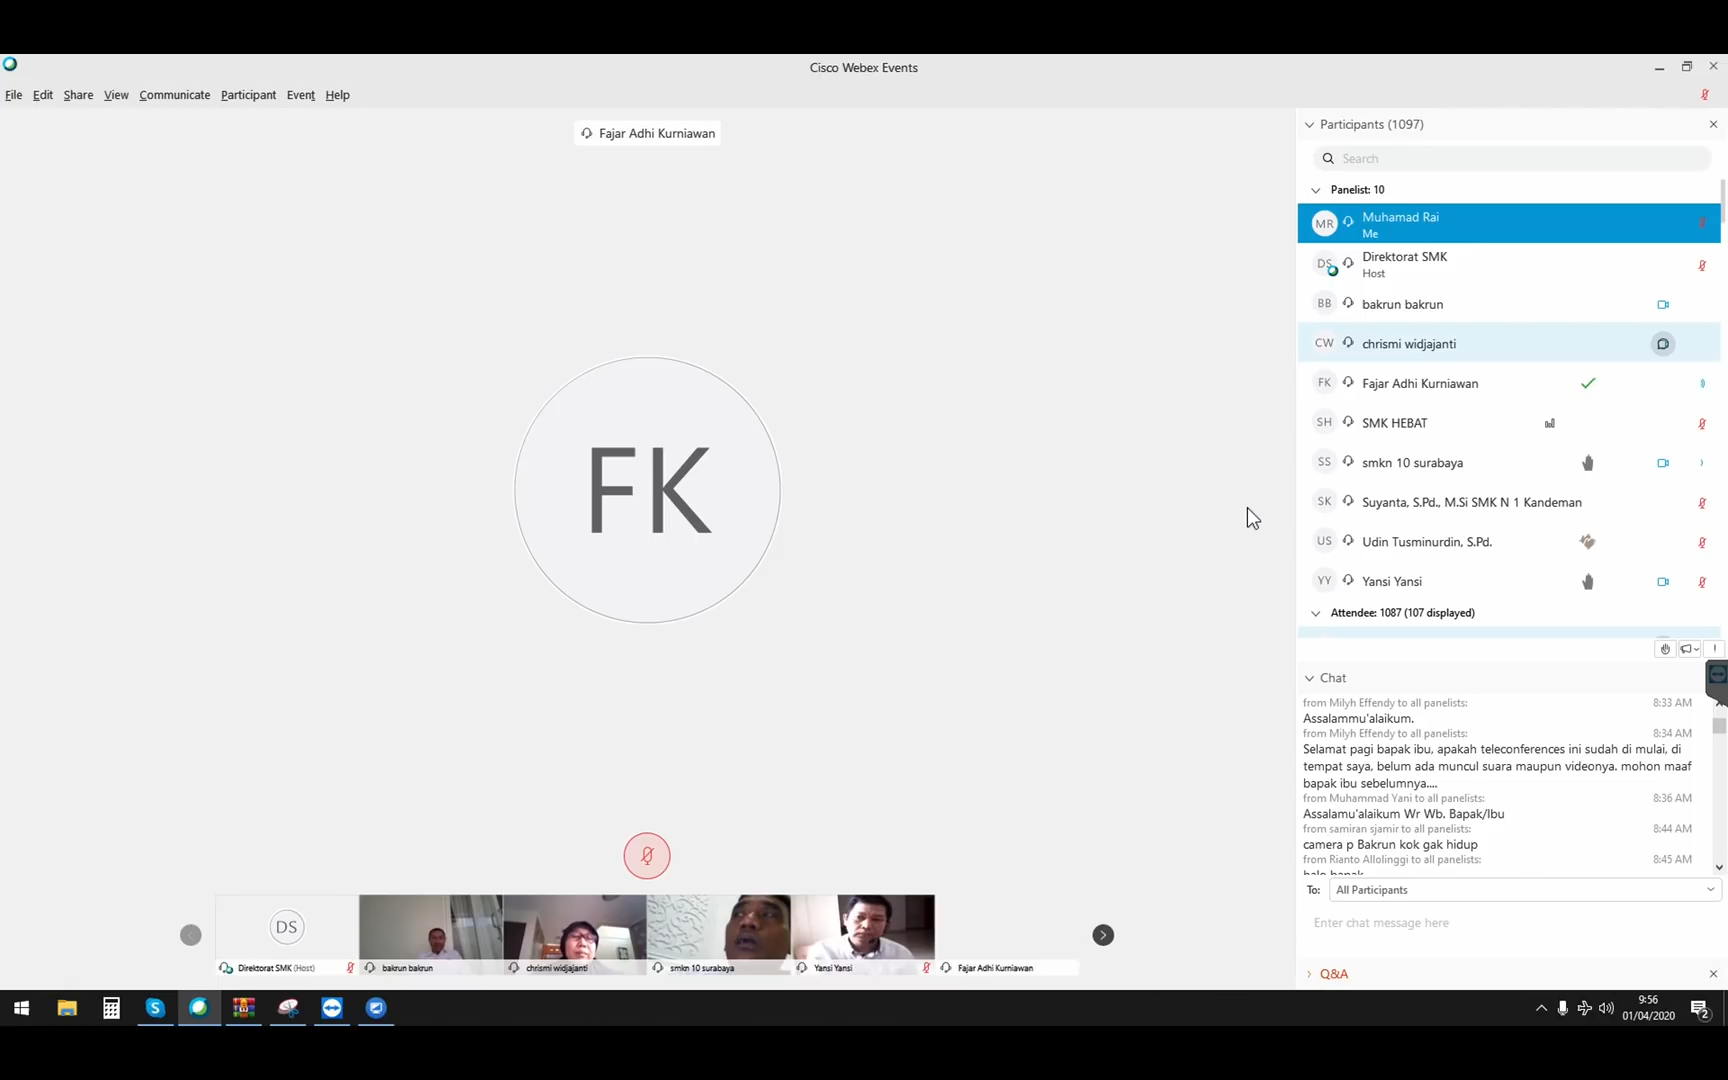 Cisco Webex Events
File Edit Share View Communicate Participant Event Help
Fajar Adhi Kurniawan
FK
Participants (1097)
Search
Panelist: 10
MR Muhamad Rai
Me
DS Direktorat SMK
Host
BB bakrun bakrun
CW chrismi widjajanti
FK Fajar Adhi Kurniawan
SH SMK HEBAT
SS smkn 10 surabaya
SK Suyanta, S.Pd., M.Si SMK N 1 Kandeman
US Udin Tusminurdin, S.Pd.
YY Yansi Yansi
Attendee: 1087 (107 displayed)
Chat
from Milyh Effendy to all panelists: 8:33 AM
Assalammu'alaikum.
from Milyh Effendy to all panelists: 8:34 AM
Selamat pagi bapak ibu, apakah teleconferences ini sudah di mulai, di
tempat saya, belum ada muncul suara maupun videonya. mohon maaf
bapak ibu sebelumnya....
from Muhammad Yani to all panelists: 8:36 AM
Assalamu'alaikum Wr Wb. Bapak/Ibu
from samiran sjamir to all panelists: 8:44 AM
camera p Bakrun kok gak hidup
from Rianto Allolinggi to all panelists: 8:45 AM
halo bapak
To: All Participants
Enter chat message here
Q&A
DS
Direktorat SMK (Host)
bakrun bakrun
chrismi widjajanti
smkn 10 surabaya
Yansi Yansi
Fajar Adhi Kurniawan
9:56
01/04/2020
2